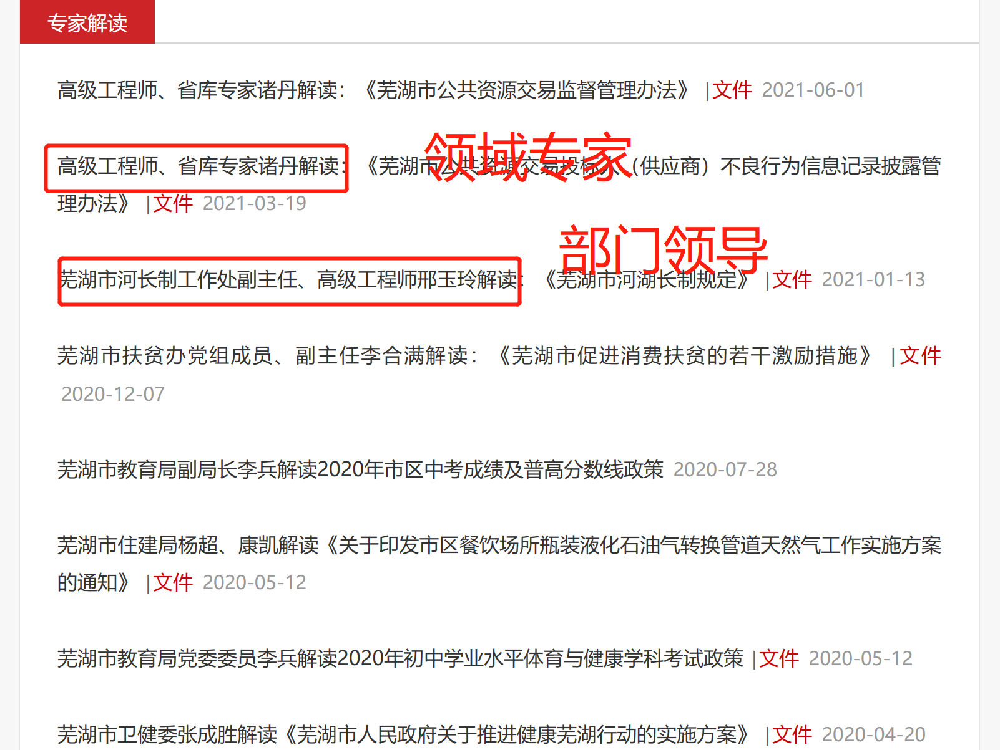 专家解读
高级工程师、省库专家诸丹解读：《芜湖市公共资源交易监督管理办法》 |文件 2021-06-01
领域专家
高级工程师、省库专家诸丹解读：《芜湖市公共资源交易投标人（供应商）不良行为信息记录披露管
理办法》 |文件 2021-03-19
部门领导
芜湖市河长制工作处副主任、高级工程师邢玉玲解读：《芜湖市河湖长制规定》 |文件 2021-01-13
芜湖市扶贫办党组成员、副主任李合满解读：《芜湖市促进消费扶贫的若干激励措施》 |文件
2020-12-07
芜湖市教育局副局长李兵解读2020年市区中考成绩及普高分数线政策 2020-07-28
芜湖市住建局杨超、康凯解读《关于印发市区餐饮场所瓶装液化石油气转换管道天然气工作实施方案
的通知》 |文件 2020-05-12
芜湖市教育局党委委员李兵解读2020年初中学业水平体育与健康学科考试政策 |文件 2020-05-12
芜湖市卫健委张成胜解读《芜湖市人民政府关于推进健康芜湖行动的实施方案》 |文件 2020-04-20